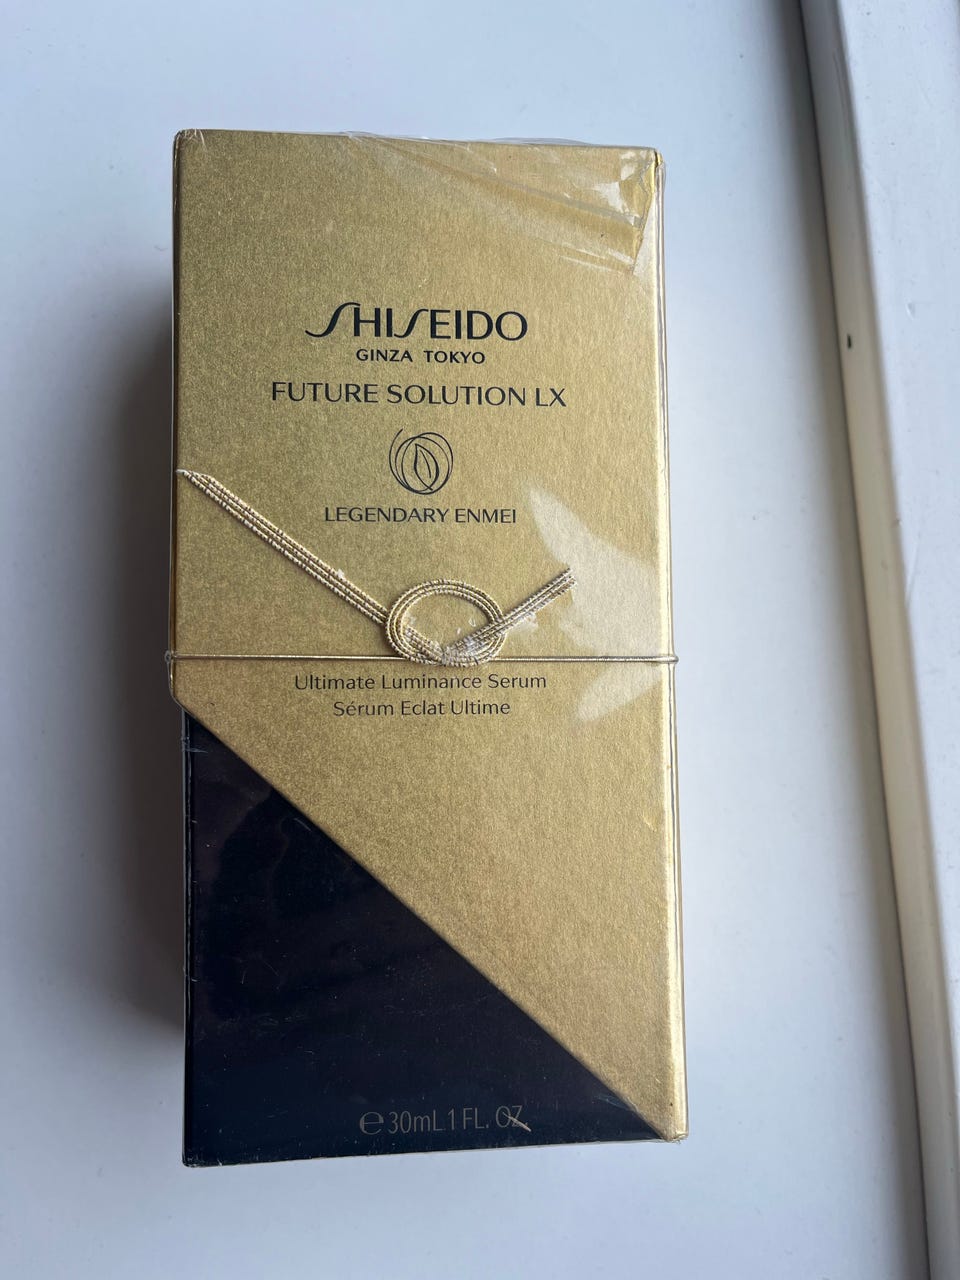 SHISEIDO
GINZA TOKYO
FUTURE SOLUTION LX
LEGENDARY ENMEI
Ultimate Luminance Serum
Sérum Eclat Ultime
℮ 30mL 1 FL. OZ.